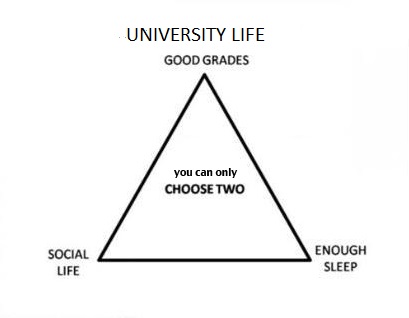 UNIVERSITY LIFE
GOOD GRADES
you can only
CHOOSE TWO
SOCIAL
LIFE
ENOUGH
SLEEP